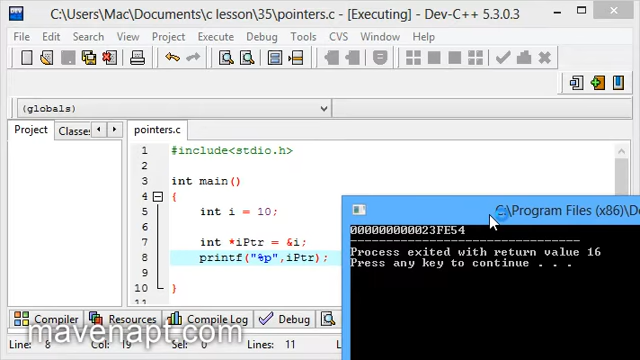 C:\Users\Mac\Documents\c lesson\35\pointers.c - [Executing] - Dev-C++ 5.3.0.3
File Edit Search View Project Execute Debug Tools CVS Window Help
(globals)
Project Classes pointers.c
1 #include<stdio.h>
2
3 int main()
4 {
5 int i = 10;
6
7 int *iPtr = &i;
8 printf("%p",iPtr);
9
10 }
C:\Program Files (x86)\De
000000000023FE54
Process exited with return value 16
Press any key to continue . . .
Compiler Resources Compile Log Debug
Line: 8 Col: 19 Sel: 0 Lines: 11
mavenapt.com